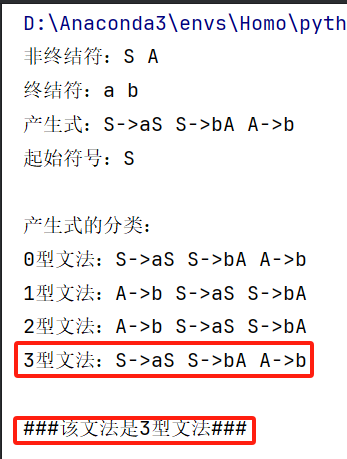 D:\Anaconda3\envs\Homo\pyth
非终结符：S A
终结符：a b
产生式：S->aS S->bA A->b
起始符号：S
产生式的分类：
0型文法：S->aS S->bA A->b
1型文法：A->b S->aS S->bA
2型文法：A->b S->aS S->bA
3型文法：S->aS S->bA A->b
###该文法是3型文法###